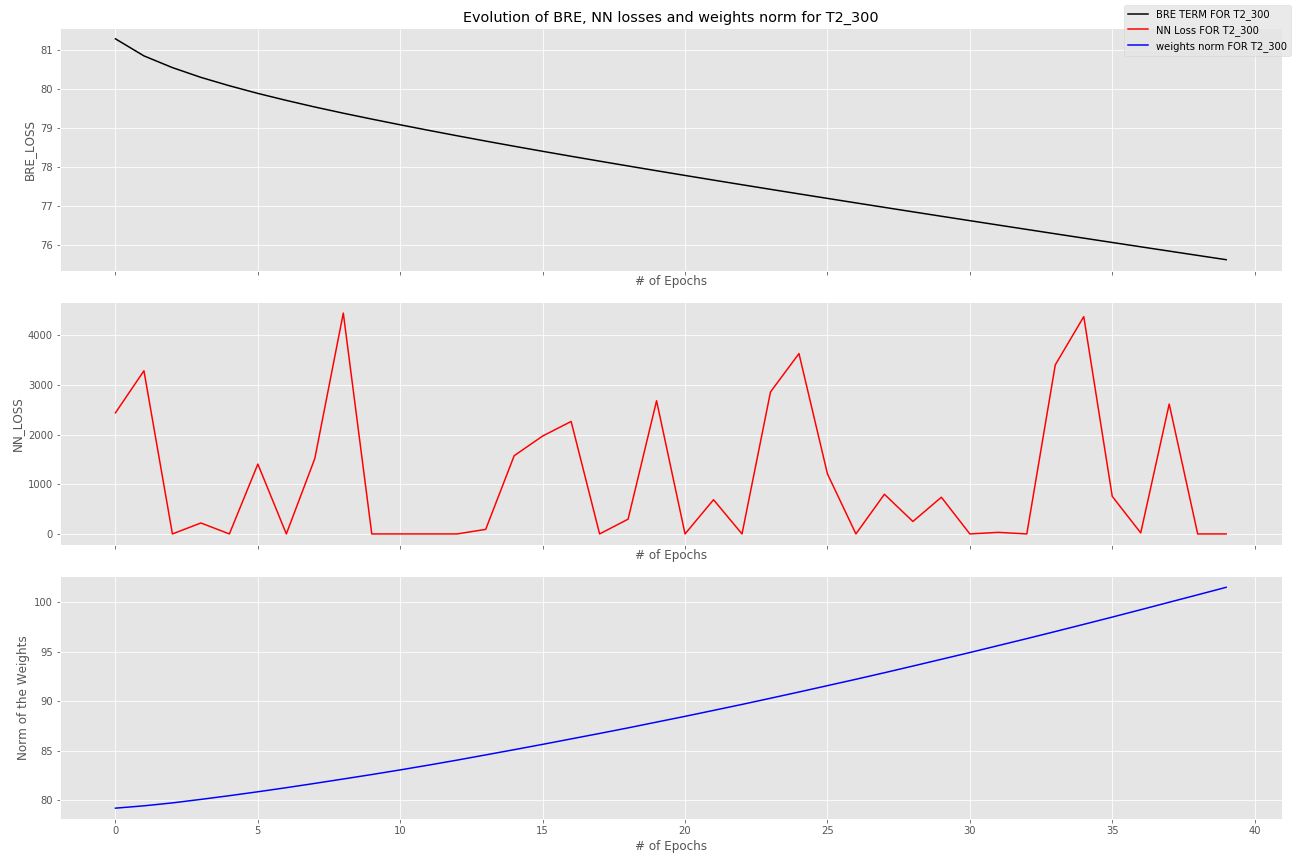 Evolution of BRE, NN losses and weights norm for T2_300
BRE TERM FOR T2_300
NN Loss FOR T2_300
weights norm FOR T2_300
BRE_LOSS
81
80
79
78
77
76
# of Epochs
NN_LOSS
4000
3000
2000
1000
0
# of Epochs
Norm of the Weights
100
95
90
85
80
0 5 10 15 20 25 30 35 40
# of Epochs